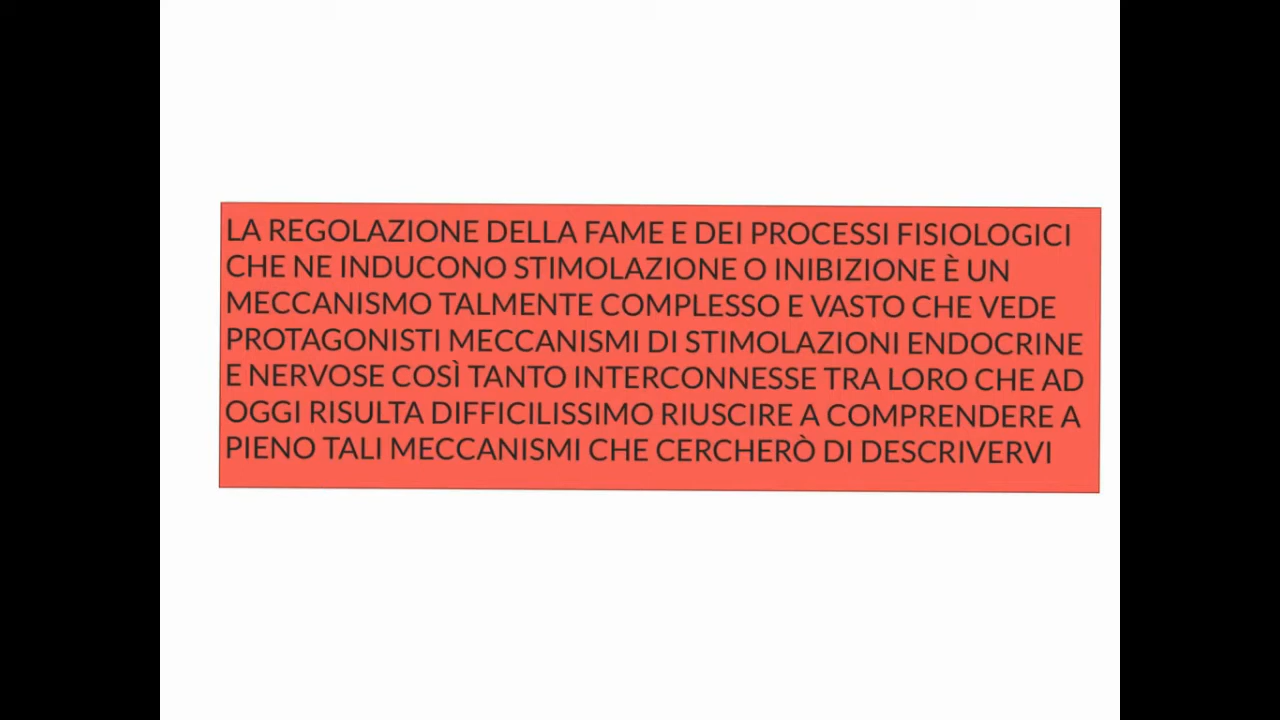 LA REGOLAZIONE DELLA FAME E DEI PROCESSI FISIOLOGICI
CHE NE INDUCONO STIMOLAZIONE O INIBIZIONE È UN
MECCANISMO TALMENTE COMPLESSO E VASTO CHE VEDE
PROTAGONISTI MECCANISMI DI STIMOLAZIONI ENDOCRINE
E NERVOSE COSÌ TANTO INTERCONNESSE TRA LORO CHE AD
OGGI RISULTA DIFFICILISSIMO RIUSCIRE A COMPRENDERE A
PIENO TALI MECCANISMI CHE CERCHERÒ DI DESCRIVERVI